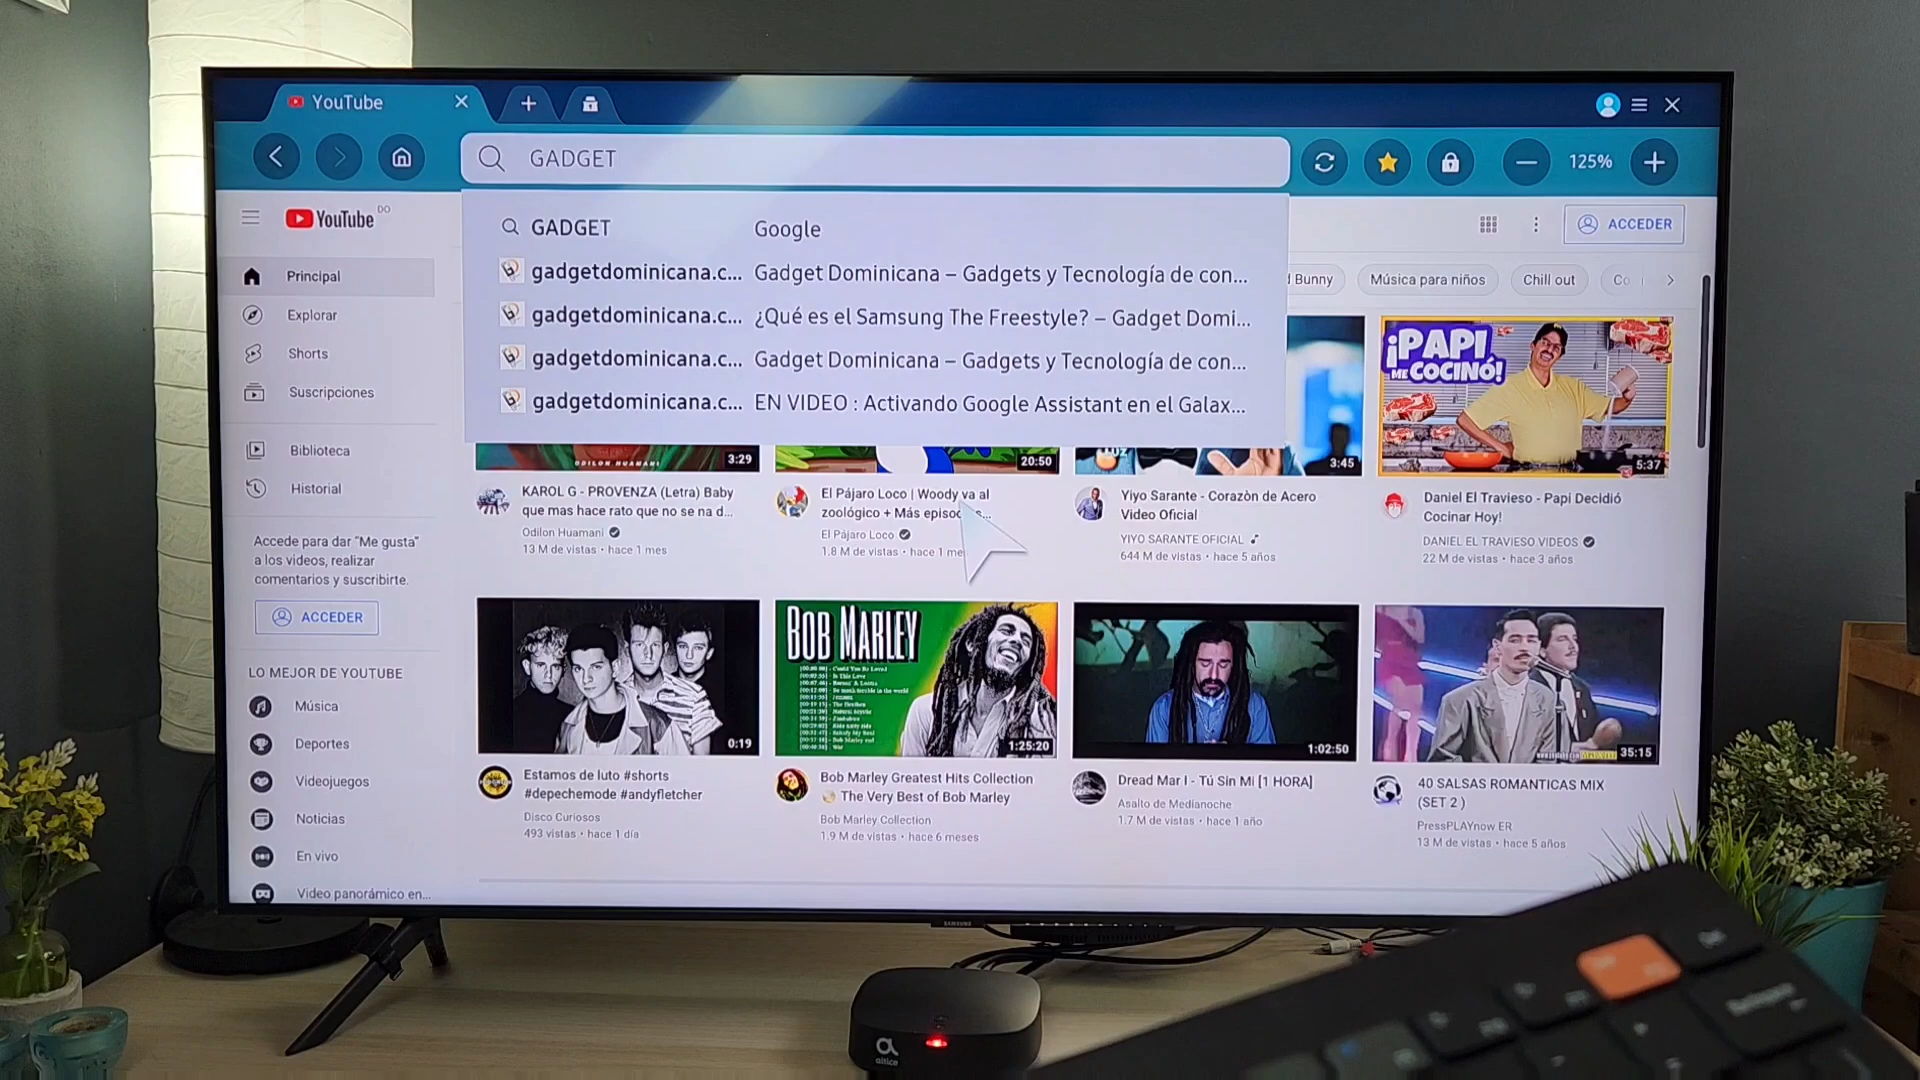 YouTube
GADGET
125%
GADGET Google
gadgetdominicana.c... Gadget Dominicana – Gadgets y Tecnología de con...
gadgetdominicana.c... ¿Qué es el Samsung The Freestyle? – Gadget Domi...
gadgetdominicana.c... Gadget Dominicana – Gadgets y Tecnología de con...
gadgetdominicana.c... EN VIDEO : Activando Google Assistant en el Galax...
YouTube DO
ACCEDER
Bunny
Música para niños
Chill out
Co
Principal
Explorar
Shorts
Suscripciones
Biblioteca
Historial
Accede para dar "Me gusta"
a los videos, realizar
comentarios y suscribirte.
ACCEDER
LO MEJOR DE YOUTUBE
Música
Deportes
Videojuegos
Noticias
En vivo
Video panorámico en...
ODILON HUAMANI
3:29
KAROL G - PROVENZA (Letra) Baby
que mas hace rato que no se na d...
Odilon Huamani
13 M de vistas • hace 1 mes
20:50
El Pájaro Loco | Woody va al
zoológico + Más
El Pájaro Loco
1.8 M de vistas • hace 1
3:45
Yiyo Sarante - Corazòn de Acero
Video Oficial
YIYO SARANTE OFICIAL
644 M de vistas • hace 5 años
¡PAPI
ME COCINÓ!
5:37
Daniel El Travieso - Papi Decidió
Cocinar Hoy!
DANIEL EL TRAVIESO VIDEOS
22 M de vistas • hace 3 años
0:19
Estamos de luto #shorts
#depechemode #andyfletcher
Disco Curiosos
493 vistas • hace 1 día
BOB MARLEY
1:25:20
Bob Marley Greatest Hits Collection
The Very Best of Bob Marley
Bob Marley Collection
1.9 M de vistas • hace 6 meses
1:02:50
Dread Mar I - Tú Sin Mi [1 HORA]
Asalto de Medianoche
1.7 M de vistas • hace 1 año
35:15
40 SALSAS ROMANTICAS MIX
(SET 2 )
PressPLAYnow ER
13 M de vistas • hace 5 años
SAMSUNG
altice